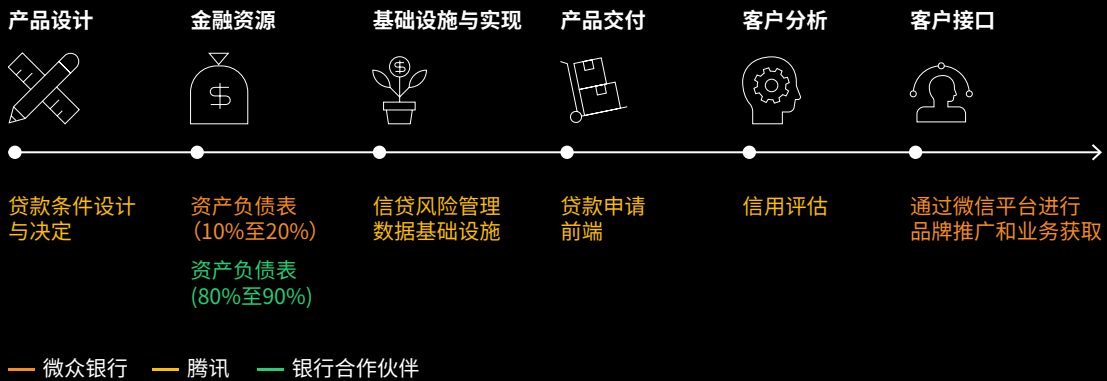 产品设计
金融资源
基础设施与实现
产品交付
客户分析
客户接口
贷款条件设计
与决定
资产负债表
（10%至20%）
资产负债表
(80%至90%)
信贷风险管理
数据基础设施
贷款申请
前端
信用评估
通过微信平台进行
品牌推广和业务获取
微众银行
腾讯
银行合作伙伴